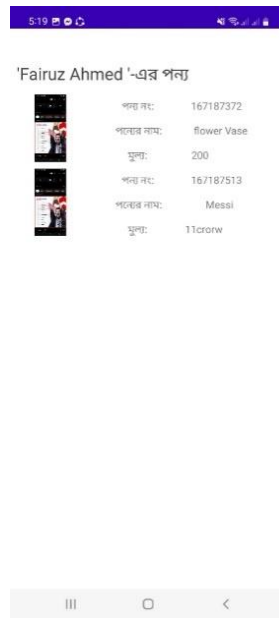 5:19
'Fairuz Ahmed '-এর পন্য
পন্য নং: 167187372
পন্যের নাম: flower Vase
মূল্য: 200
পন্য নং: 167187513
পন্যের নাম: Messi
মূল্য: 11crorw